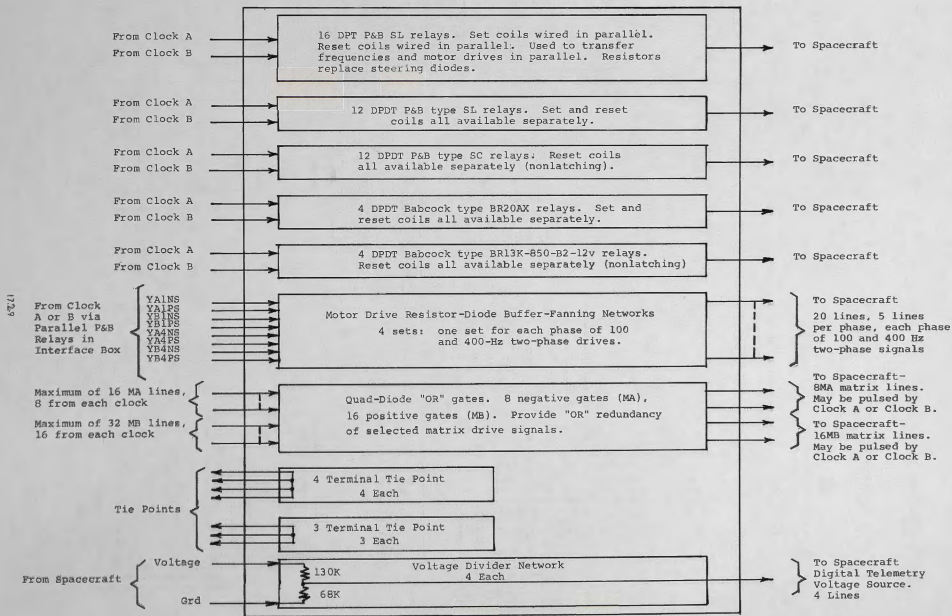 From Clock A
From Clock B
16 DPT P&B SL relays. Set coils wired in parallel.
Reset coils wired in parallel. Used to transfer
frequencies and motor drives in parallel. Resistors
replace steering diodes.
To Spacecraft
From Clock A
From Clock B
12 DPDT P&B type SL relays. Set and reset
coils all available separately.
To Spacecraft
From Clock A
From Clock B
12 DPDT P&B type SC relays. Reset coils
all available separately (nonlatching).
To Spacecraft
From Clock A
From Clock B
4 DPDT Babcock type BR20AX relays. Set and
reset coils all available separately.
To Spacecraft
From Clock A
From Clock B
4 DPDT Babcock type BR13K-850-B2-12v relays.
Reset coils all available separately (nonlatching)
To Spacecraft
From Clock
A or B via
Parallel P&B
Relays in
Interface Box
YA1NS
YA1PS
YB1NS
YB1PS
YA4NS
YA4PS
YB4NS
YB4PS
Motor Drive Resistor-Diode Buffer-Fanning Networks
4 sets: one set for each phase of 100
and 400-Hz two-phase drives.
To Spacecraft
20 lines, 5 lines
per phase, each phase
of 100 and 400 Hz
two-phase signals
Maximum of 16 MA lines,
8 from each clock
Maximum of 32 MB lines,
16 from each clock
Quad-Diode "OR" gates. 8 negative gates (MA),
16 positive gates (MB). Provide "OR" redundancy
of selected matrix drive signals.
To Spacecraft-
8MA matrix lines.
May be pulsed by
Clock A or Clock B.
To Spacecraft-
16MB matrix lines.
May be pulsed by
Clock A or Clock B.
Tie Points
4 Terminal Tie Point
4 Each
3 Terminal Tie Point
3 Each
From Spacecraft
Voltage
Grd
130K
68K
Voltage Divider Network
4 Each
To Spacecraft
Digital Telemetry
Voltage Source.
4 Lines